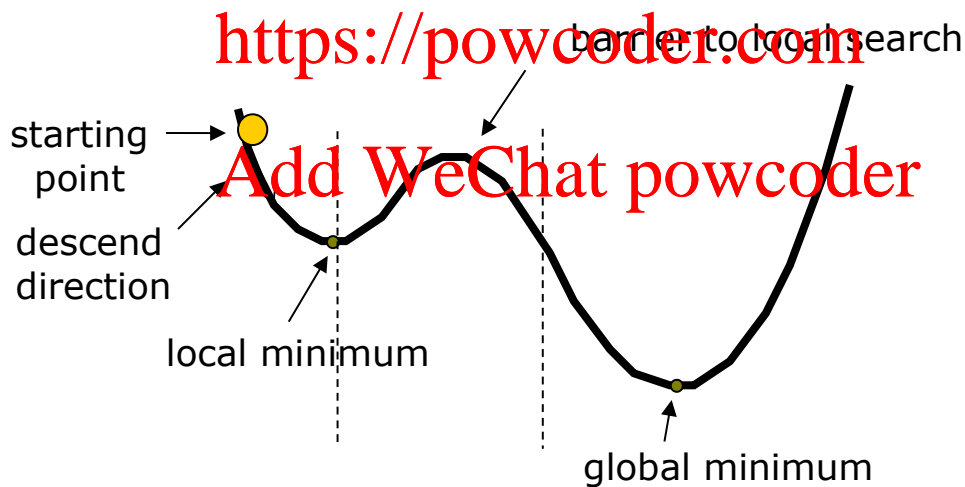 https://powcoder.com
barrier to local search
starting
point
Add WeChat powcoder
descend
direction
local minimum
global minimum